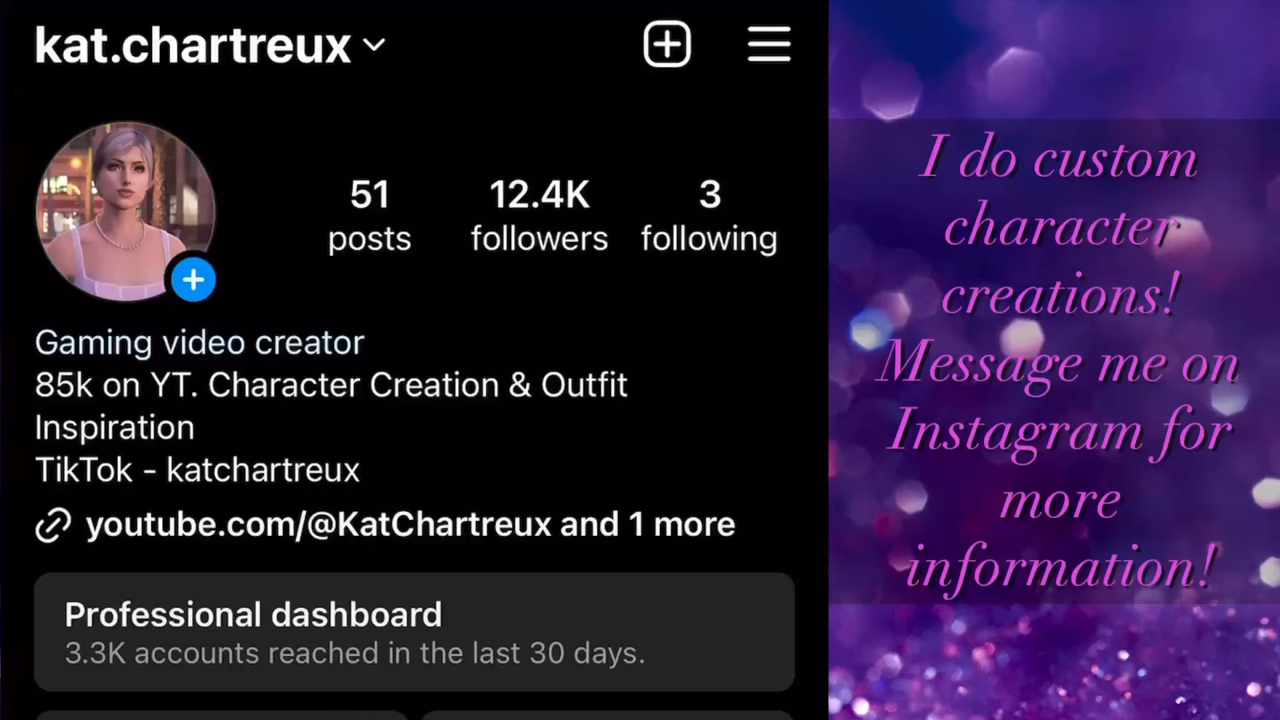 kat.chartreux
51
posts
12.4K
followers
3
following
Gaming video creator
85k on YT. Character Creation & Outfit
Inspiration
TikTok - katchartreux
youtube.com/@KatChartreux and 1 more
Professional dashboard
3.3K accounts reached in the last 30 days.
I do custom
character
creations!
Message me on
Instagram for
more
information!